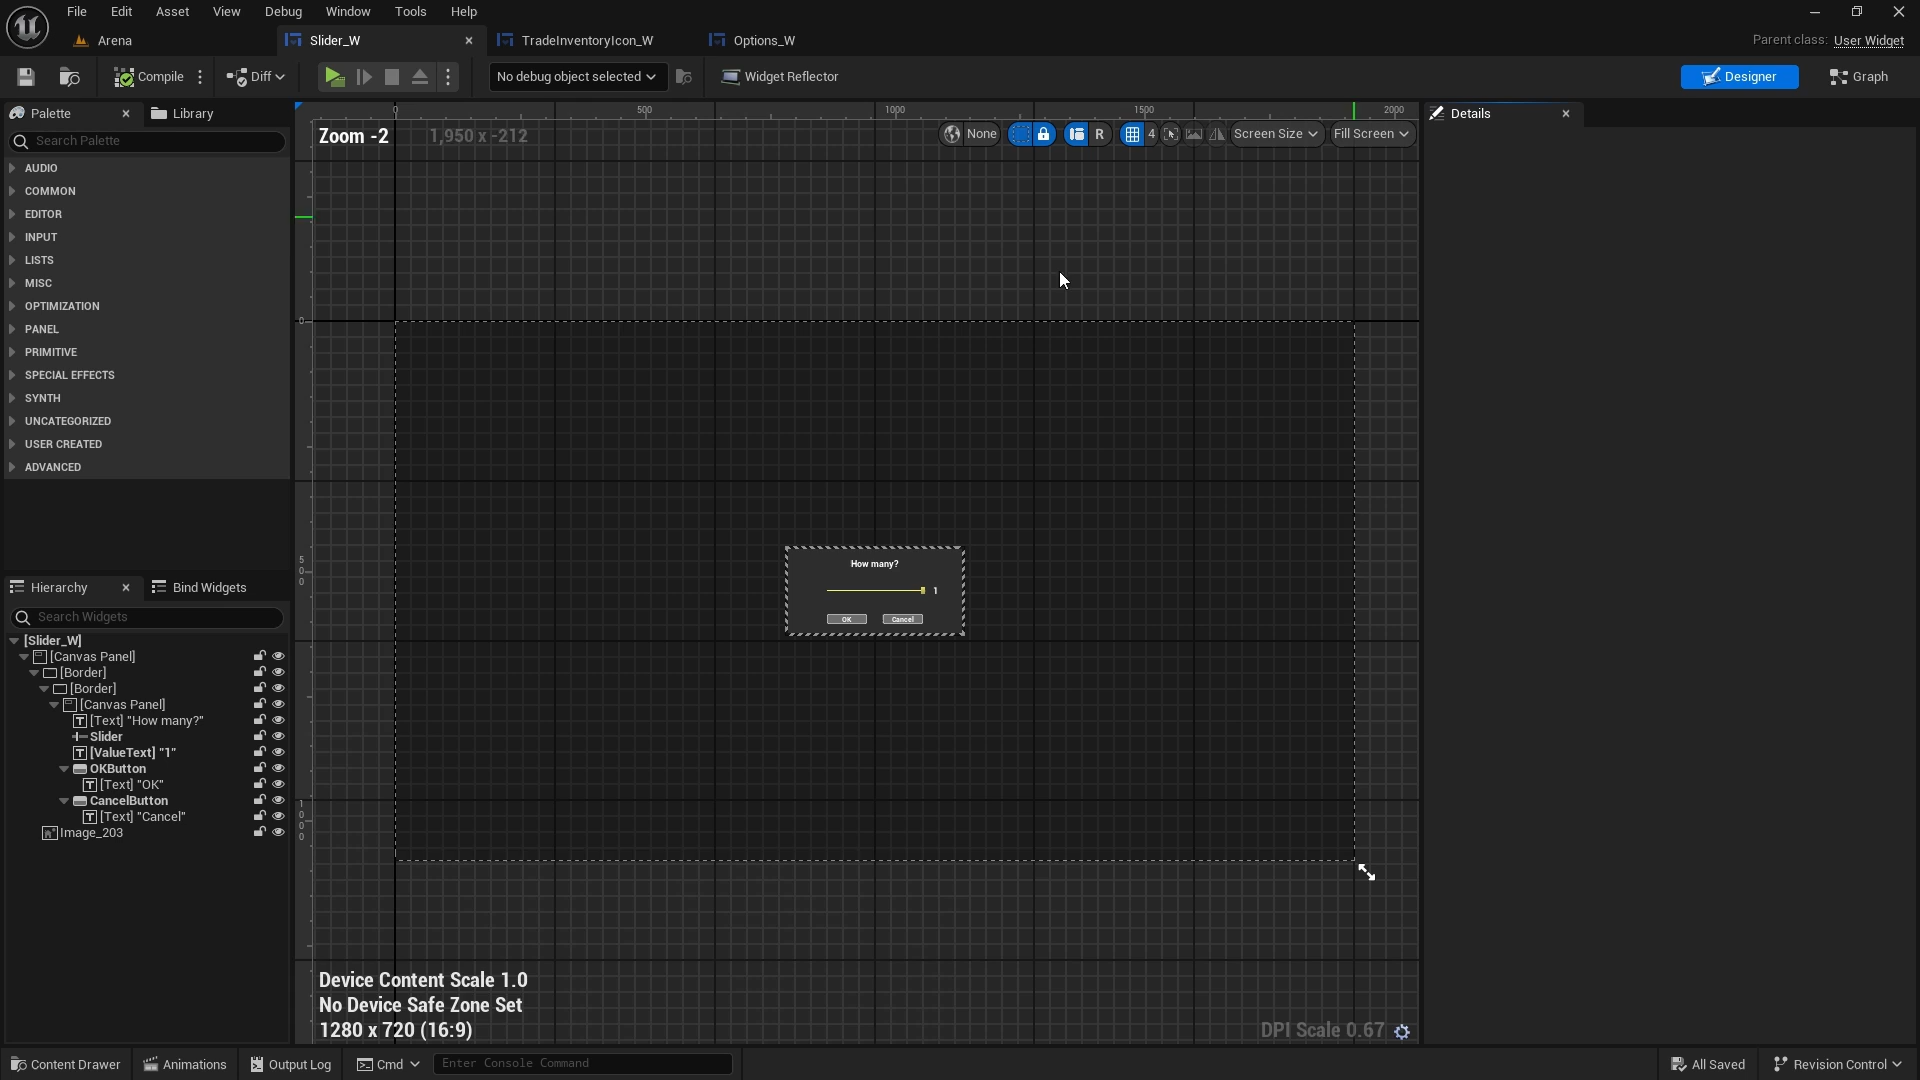 File Edit Asset View Debug Window Tools Help
Arena Slider_W TradeInventoryIcon_W Options_W Parent class: User Widget
Compile Diff No debug object selected Widget Reflector Designer Graph
Palette Library
Search Palette
AUDIO
COMMON
EDITOR
INPUT
LISTS
MISC
OPTIMIZATION
PANEL
PRIMITIVE
SPECIAL EFFECTS
SYNTH
UNCATEGORIZED
USER CREATED
ADVANCED
Hierarchy Bind Widgets
Search Widgets
[Slider_W]
[Canvas Panel]
[Border]
[Border]
[Canvas Panel]
[Text] "How many?"
Slider
[ValueText] "1"
OKButton
[Text] "OK"
CancelButton
[Text] "Cancel"
Image_203
0 500 1000 1500 2000
Zoom -2 1,950 x -212 None R 4 Screen Size Fill Screen
0
500
1000
How many?
1
OK Cancel
Device Content Scale 1.0
No Device Safe Zone Set
1280 x 720 (16:9) DPI Scale 0.67
Details
Content Drawer Animations Output Log Cmd Enter Console Command All Saved Revision Control